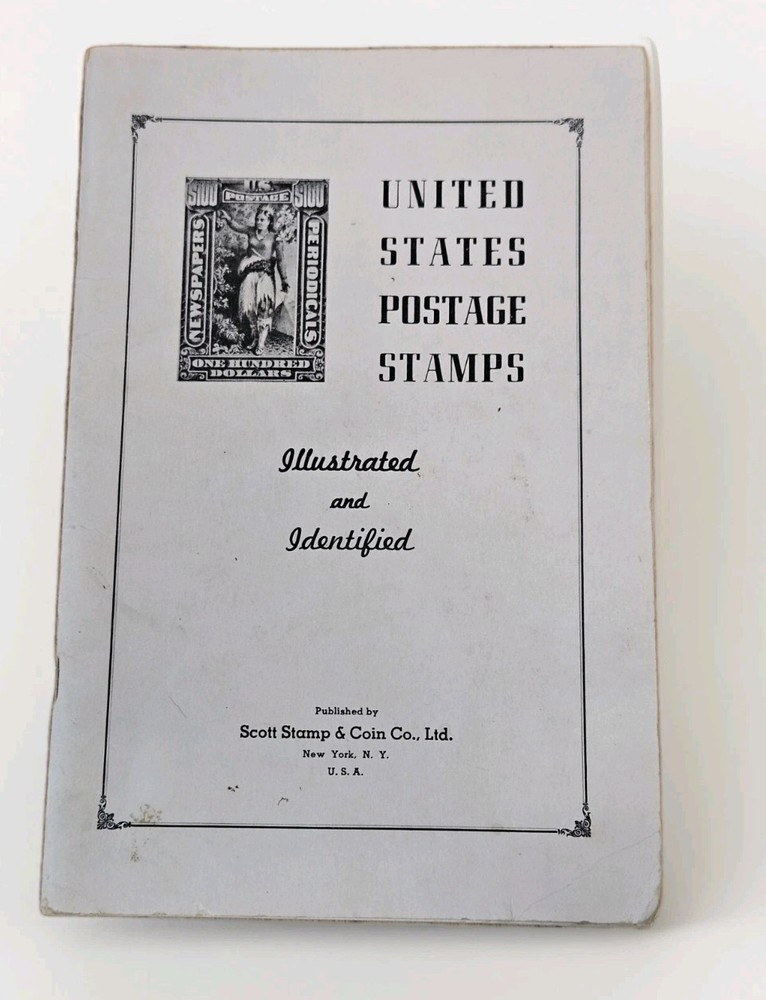 $100 U.S. $100
POSTAGE
NEWSPAPERS
PERIODICALS
ONE HUNDRED
DOLLARS
UNITED
STATES
POSTAGE
STAMPS
Illustrated
and
Identified
Published by
Scott Stamp & Coin Co., Ltd.
New York, N. Y.
U. S. A.